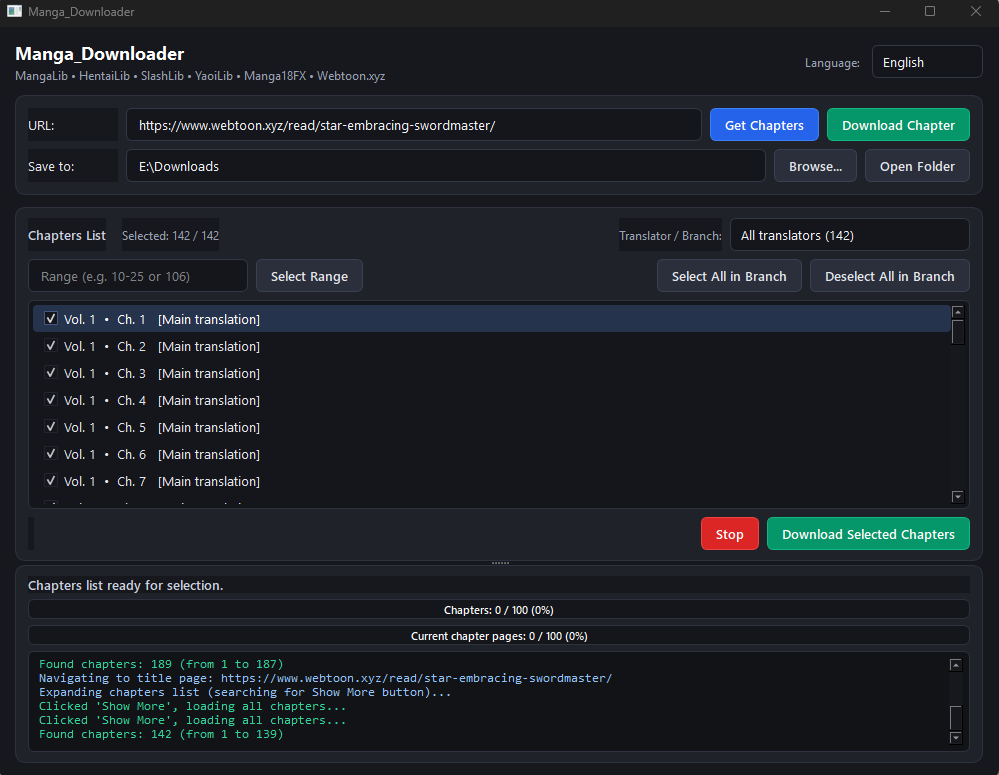 Manga_Downloader
Manga_Downloader
MangaLib • HentaiLib • SlashLib • YaoiLib • Manga18FX • Webtoon.xyz
Language: English
URL: https://www.webtoon.xyz/read/star-embracing-swordmaster/ Get Chapters Download Chapter
Save to: E:\Downloads Browse... Open Folder
Chapters List Selected: 142 / 142 Translator / Branch: All translators (142)
Range (e.g. 10-25 or 106) Select Range Select All in Branch Deselect All in Branch
Vol. 1 • Ch. 1 [Main translation]
Vol. 1 • Ch. 2 [Main translation]
Vol. 1 • Ch. 3 [Main translation]
Vol. 1 • Ch. 4 [Main translation]
Vol. 1 • Ch. 5 [Main translation]
Vol. 1 • Ch. 6 [Main translation]
Vol. 1 • Ch. 7 [Main translation]
Stop Download Selected Chapters
Chapters list ready for selection.
Chapters: 0 / 100 (0%)
Current chapter pages: 0 / 100 (0%)
Found chapters: 189 (from 1 to 187)
Navigating to title page: https://www.webtoon.xyz/read/star-embracing-swordmaster/
Expanding chapters list (searching for Show More button)...
Clicked 'Show More', loading all chapters...
Clicked 'Show More', loading all chapters...
Found chapters: 142 (from 1 to 139)